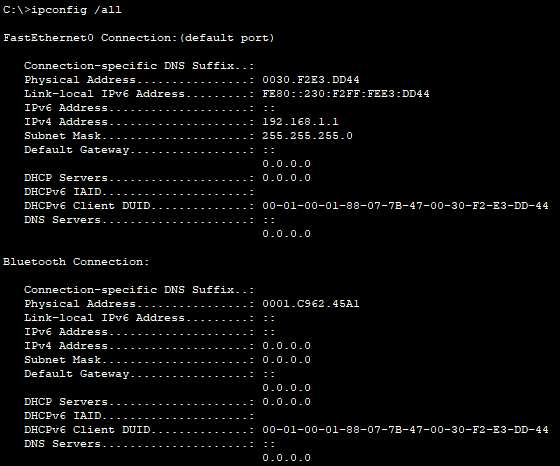 C:\>ipconfig /all
FastEthernet0 Connection:(default port)
Connection-specific DNS Suffix..:
Physical Address................: 0030.F2E3.DD44
Link-local IPv6 Address.........: FE80::230:F2FF:FEE3:DD44
IPv6 Address....................: ::
IPv4 Address....................: 192.168.1.1
Subnet Mask.....................: 255.255.255.0
Default Gateway.................: ::
0.0.0.0
DHCP Servers....................: 0.0.0.0
DHCPv6 IAID.....................:
DHCPv6 Client DUID..............: 00-01-00-01-88-07-7B-47-00-30-F2-E3-DD-44
DNS Servers.....................: ::
0.0.0.0
Bluetooth Connection:
Connection-specific DNS Suffix..:
Physical Address................: 0001.C962.45A1
Link-local IPv6 Address.........: ::
IPv6 Address....................: ::
IPv4 Address....................: 0.0.0.0
Subnet Mask.....................: 0.0.0.0
Default Gateway.................: ::
0.0.0.0
DHCP Servers....................: 0.0.0.0
DHCPv6 IAID.....................:
DHCPv6 Client DUID..............: 00-01-00-01-88-07-7B-47-00-30-F2-E3-DD-44
DNS Servers.....................: ::
0.0.0.0